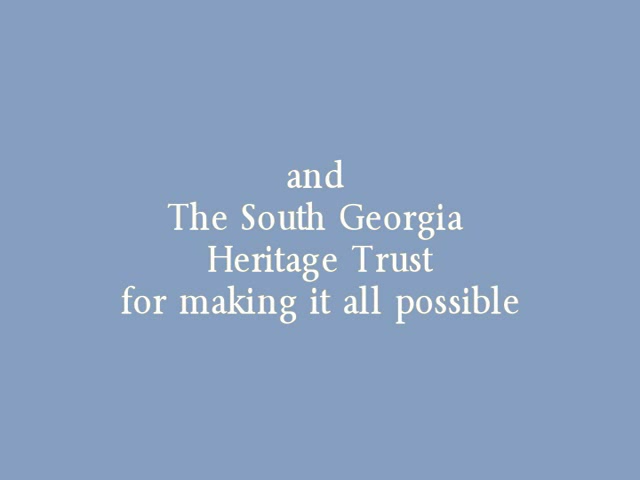 and
The South Georgia
Heritage Trust
for making it all possible